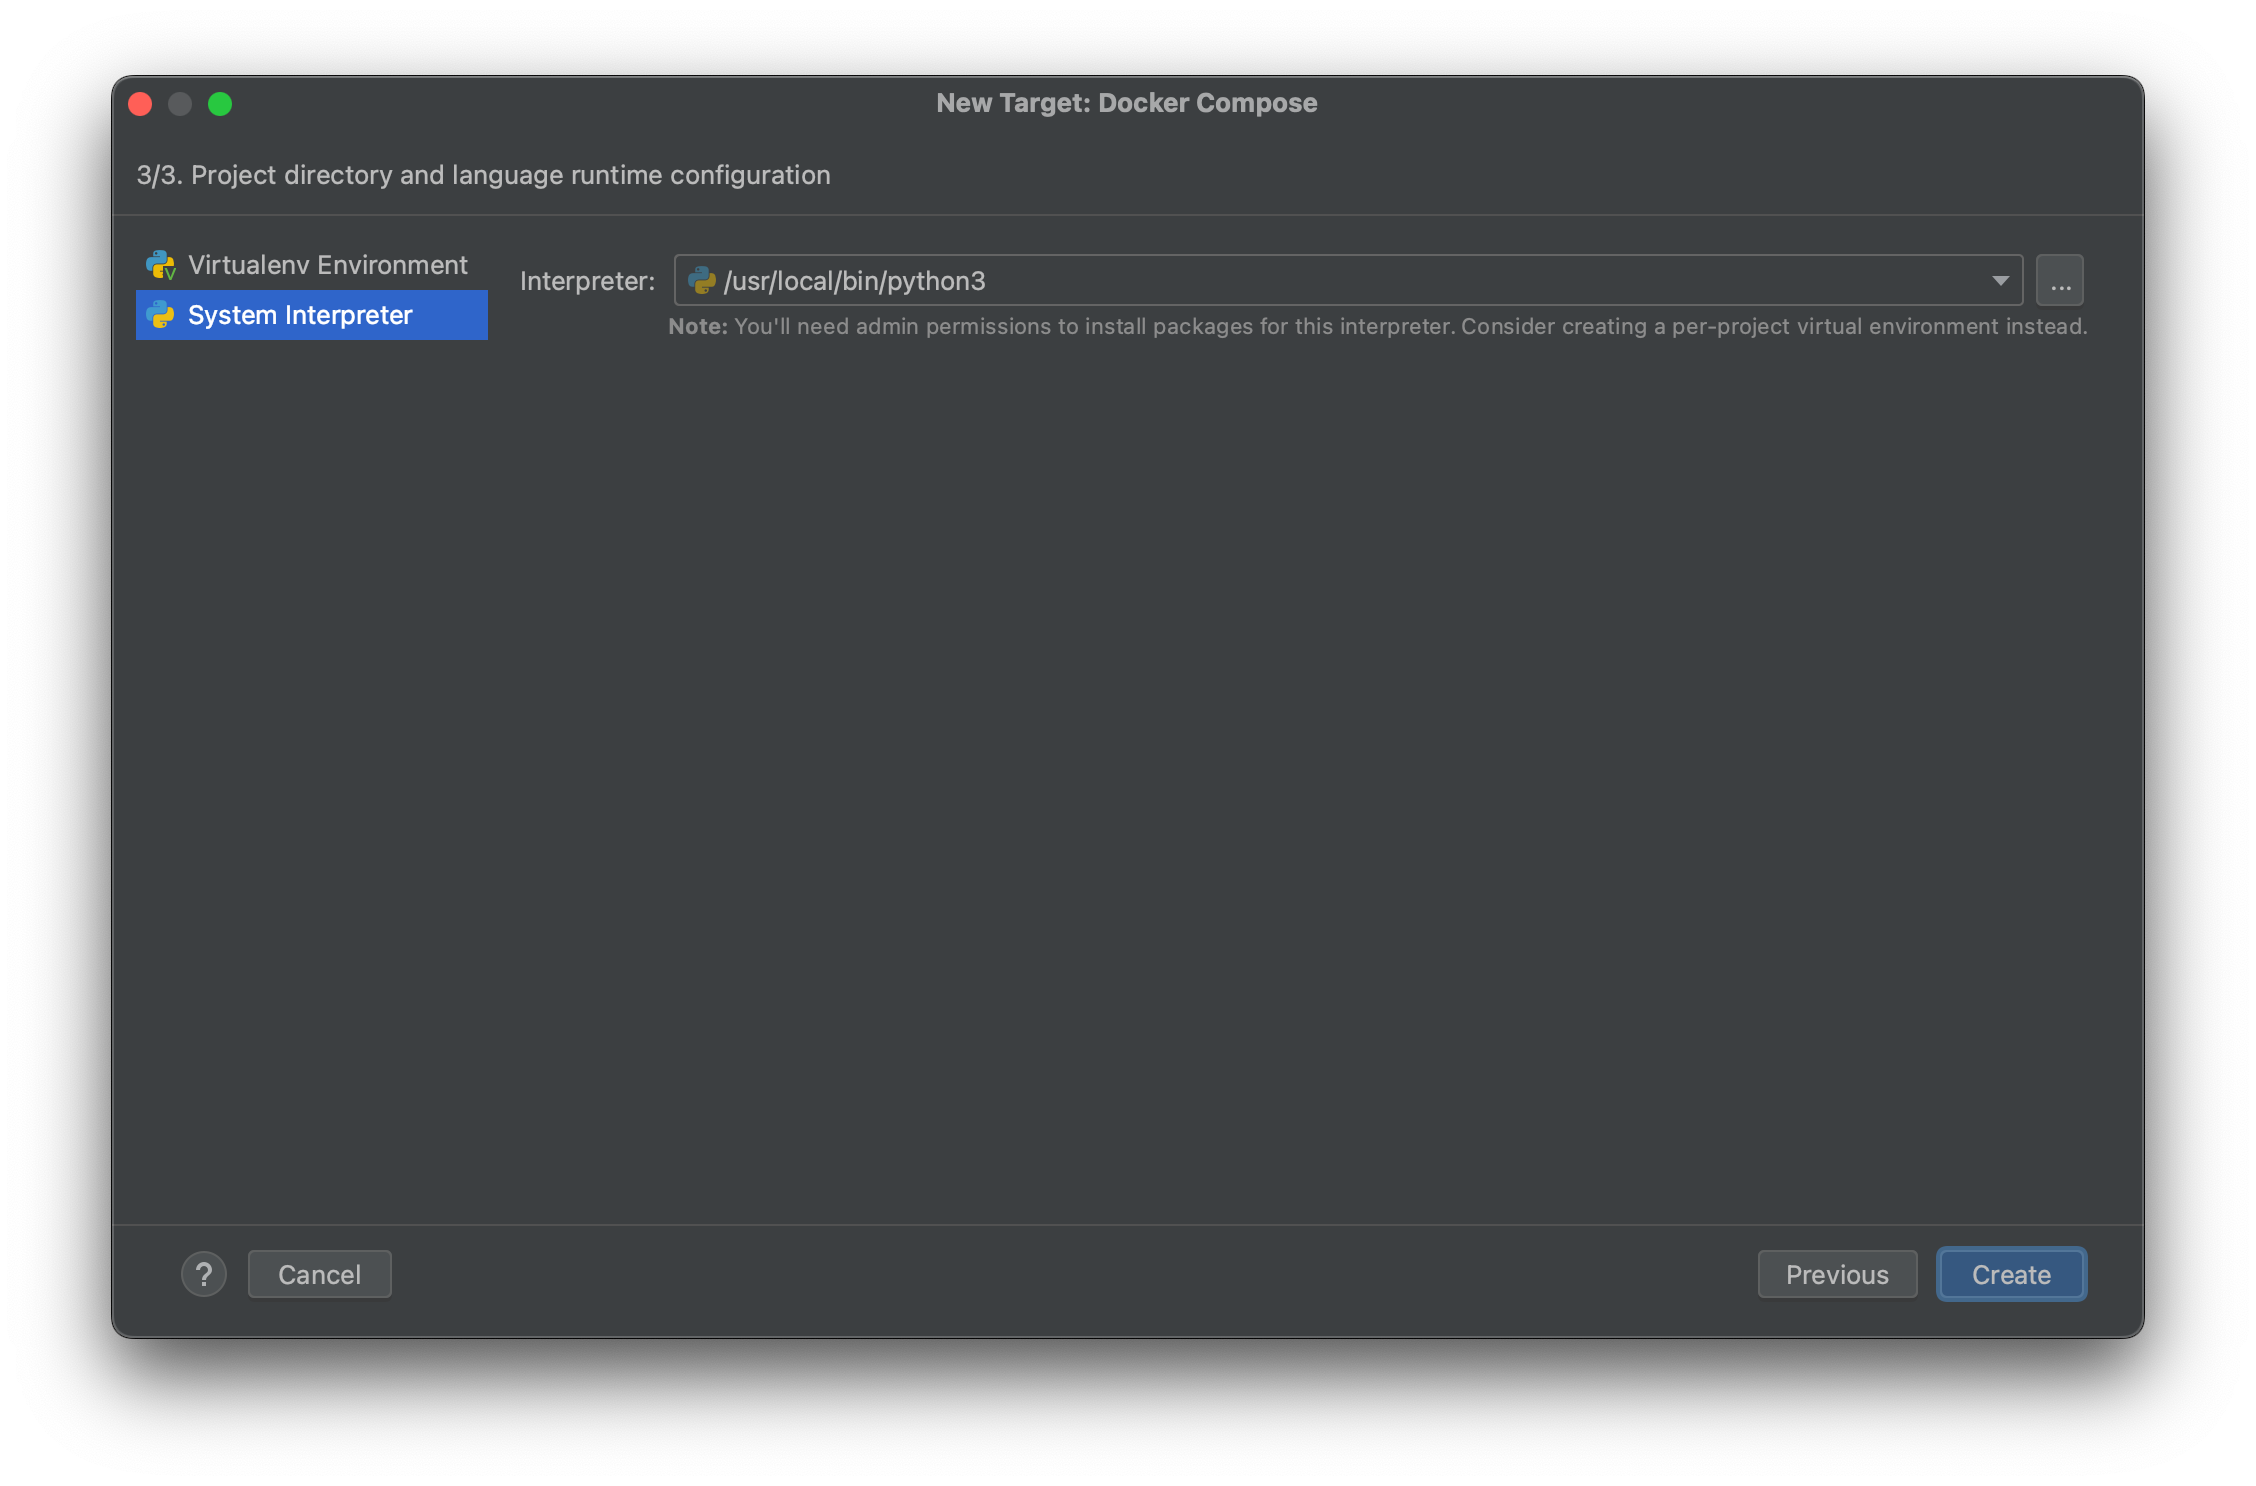 New Target: Docker Compose
3/3. Project directory and language runtime configuration
Virtualenv Environment
System Interpreter
Interpreter: /usr/local/bin/python3 ...
Note: You'll need admin permissions to install packages for this interpreter. Consider creating a per-project virtual environment instead.
? Cancel Previous Create